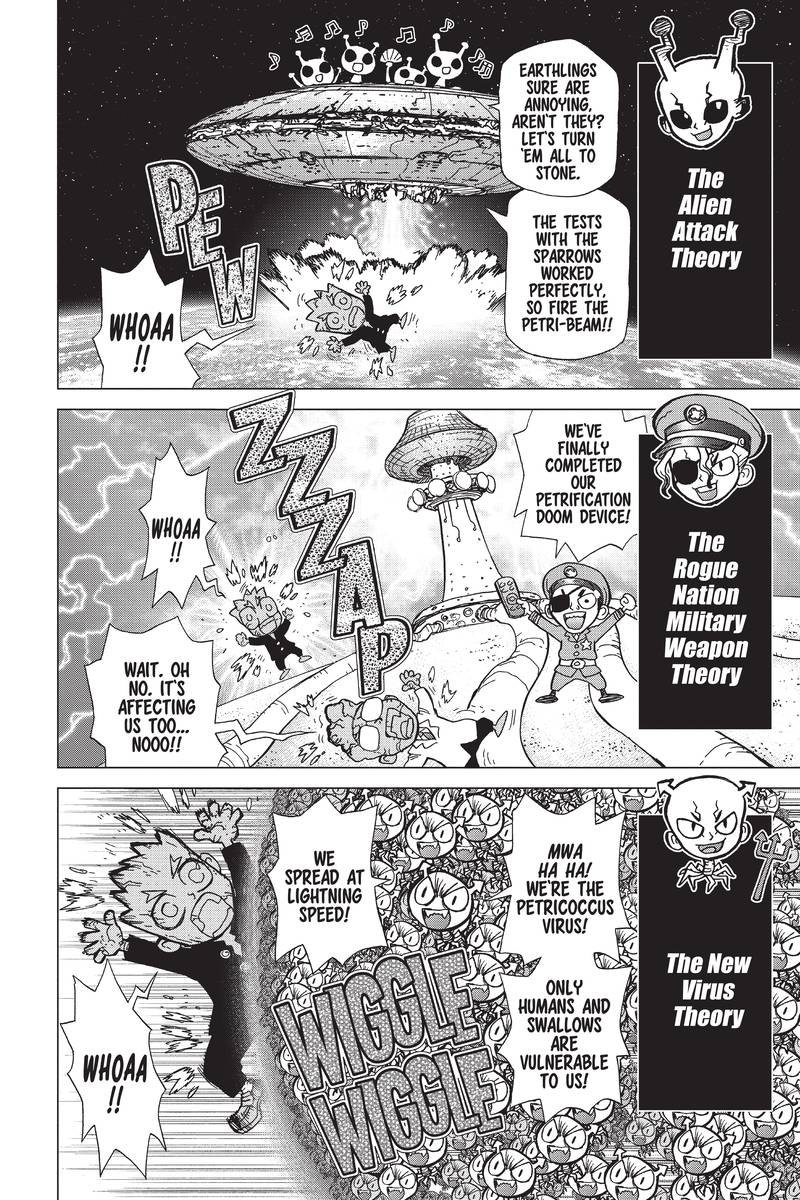 The
Alien
Attack
Theory
EARTHLINGS
SURE ARE
ANNOYING,
AREN'T THEY?
LET'S TURN
'EM ALL TO
STONE.
THE TESTS
WITH THE
SPARROWS
WORKED
PERFECTLY,
SO FIRE THE
PETRI-BEAM!!
PEW
WHOAA
!!
The
Rogue
Nation
Military
Weapon
Theory
WE'VE
FINALLY
COMPLETED
OUR
PETRIFICATION
DOOM DEVICE!
ZZZZAP
WHOAA
!!
WAIT. OH
NO. IT'S
AFFECTING
US TOO...
NOOO!!
The New
Virus
Theory
MWA
HA HA!
WE'RE THE
PETRICOCCUS
VIRUS!
ONLY
HUMANS AND
SWALLOWS
ARE
VULNERABLE
TO US!
WE
SPREAD AT
LIGHTNING
SPEED!
WIGGLE
WIGGLE
WHOAA
!!